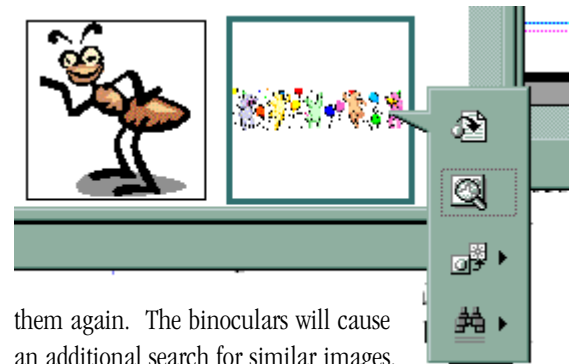 them again.  The binoculars will cause
an additional search for similar images.